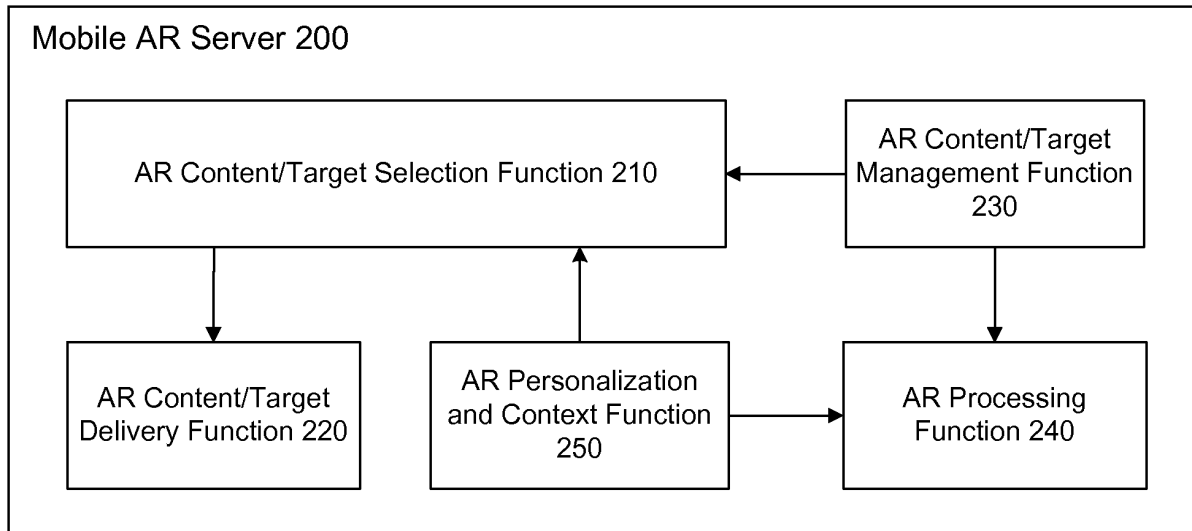 Mobile AR Server 200
AR Content/Target Selection Function 210
AR Content/Target
Management Function
230
AR Content/Target
Delivery Function 220
AR Personalization
and Context Function
250
AR Processing
Function 240